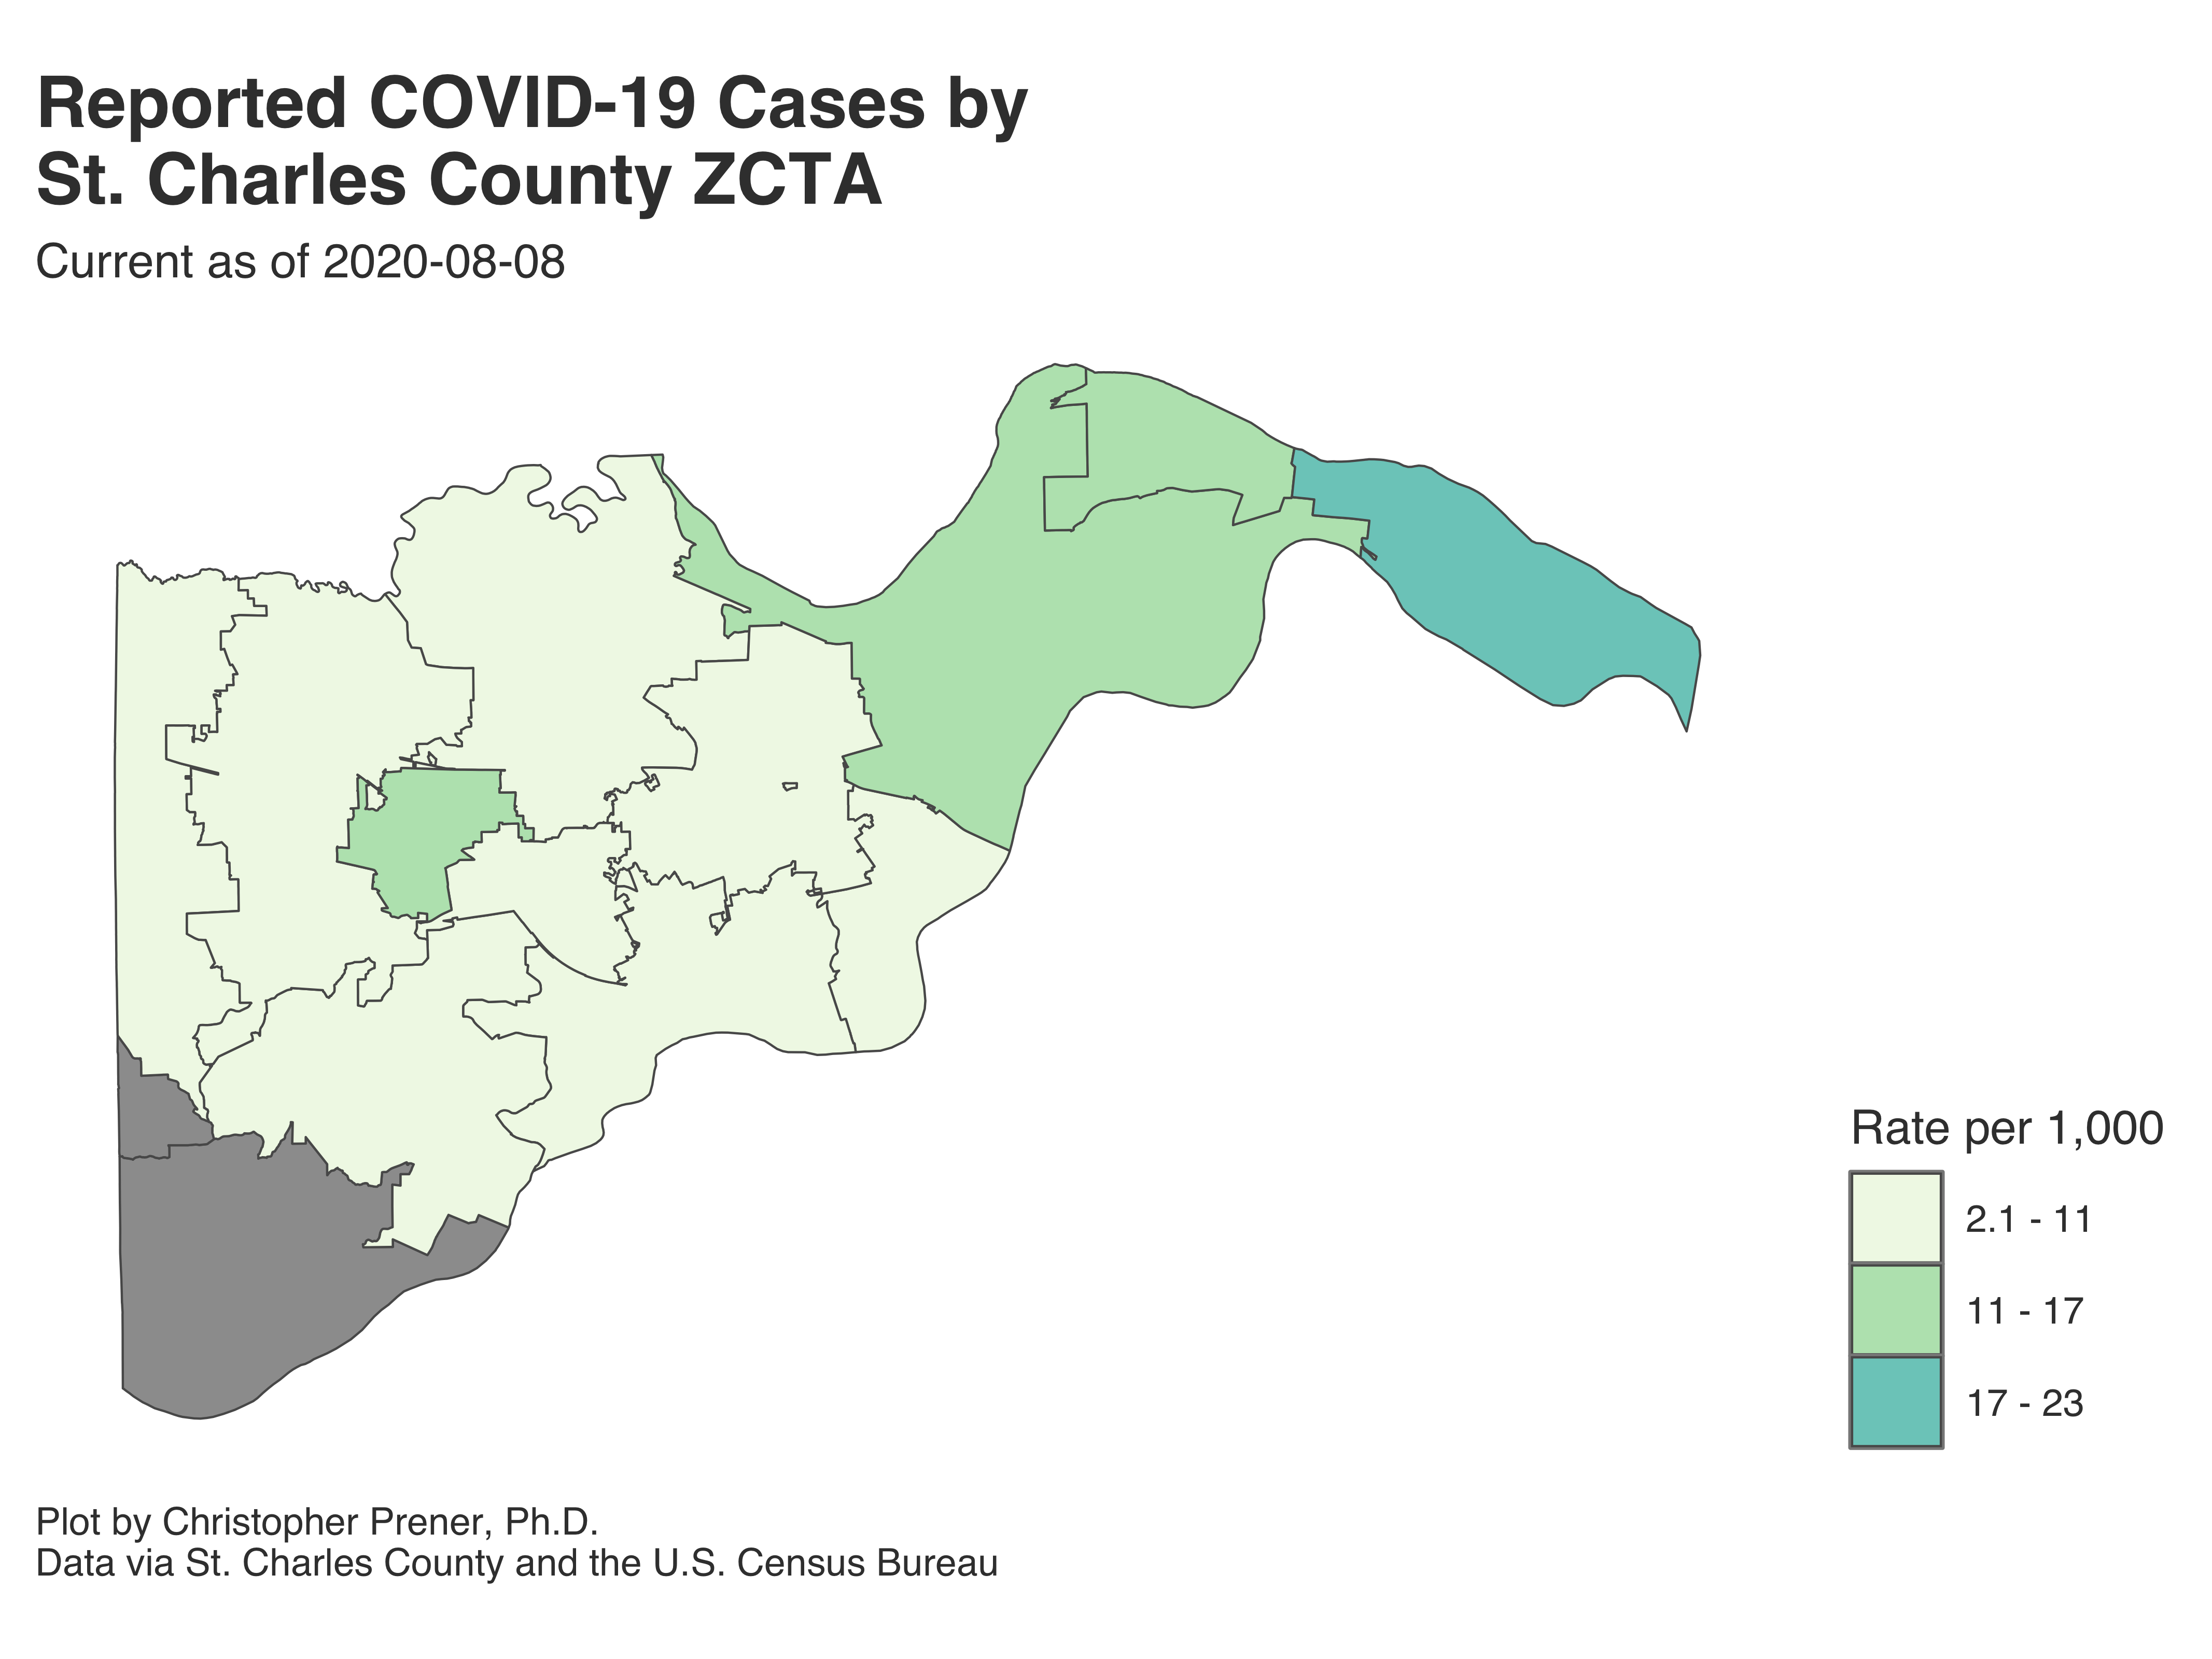 Reported COVID-19 Cases by
St. Charles County ZCTA
Current as of 2020-08-08
Rate per 1,000
2.1 - 11
11 - 17
17 - 23
Plot by Christopher Prener, Ph.D.
Data via St. Charles County and the U.S. Census Bureau